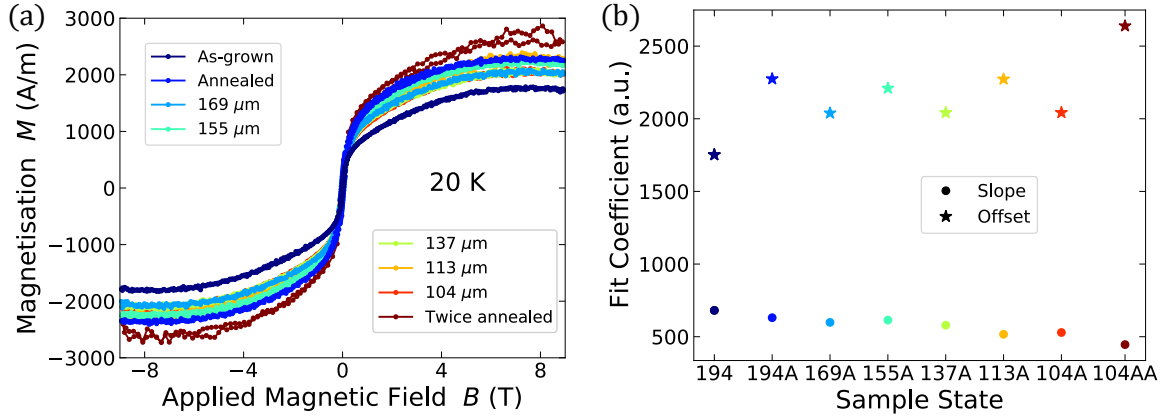 (a)
3000
2000
1000
0
−1000
−2000
−3000
Magnetisation M (A/m)
As-grown
Annealed
169 μm
155 μm
20 K
137 μm
113 μm
104 μm
Twice annealed
−8
−4
0
4
8
Applied Magnetic Field B (T)
(b)
2500
2000
1500
1000
500
Fit Coefficient (a.u.)
Slope
Offset
194
194A
169A
155A
137A
113A
104A
104AA
Sample State